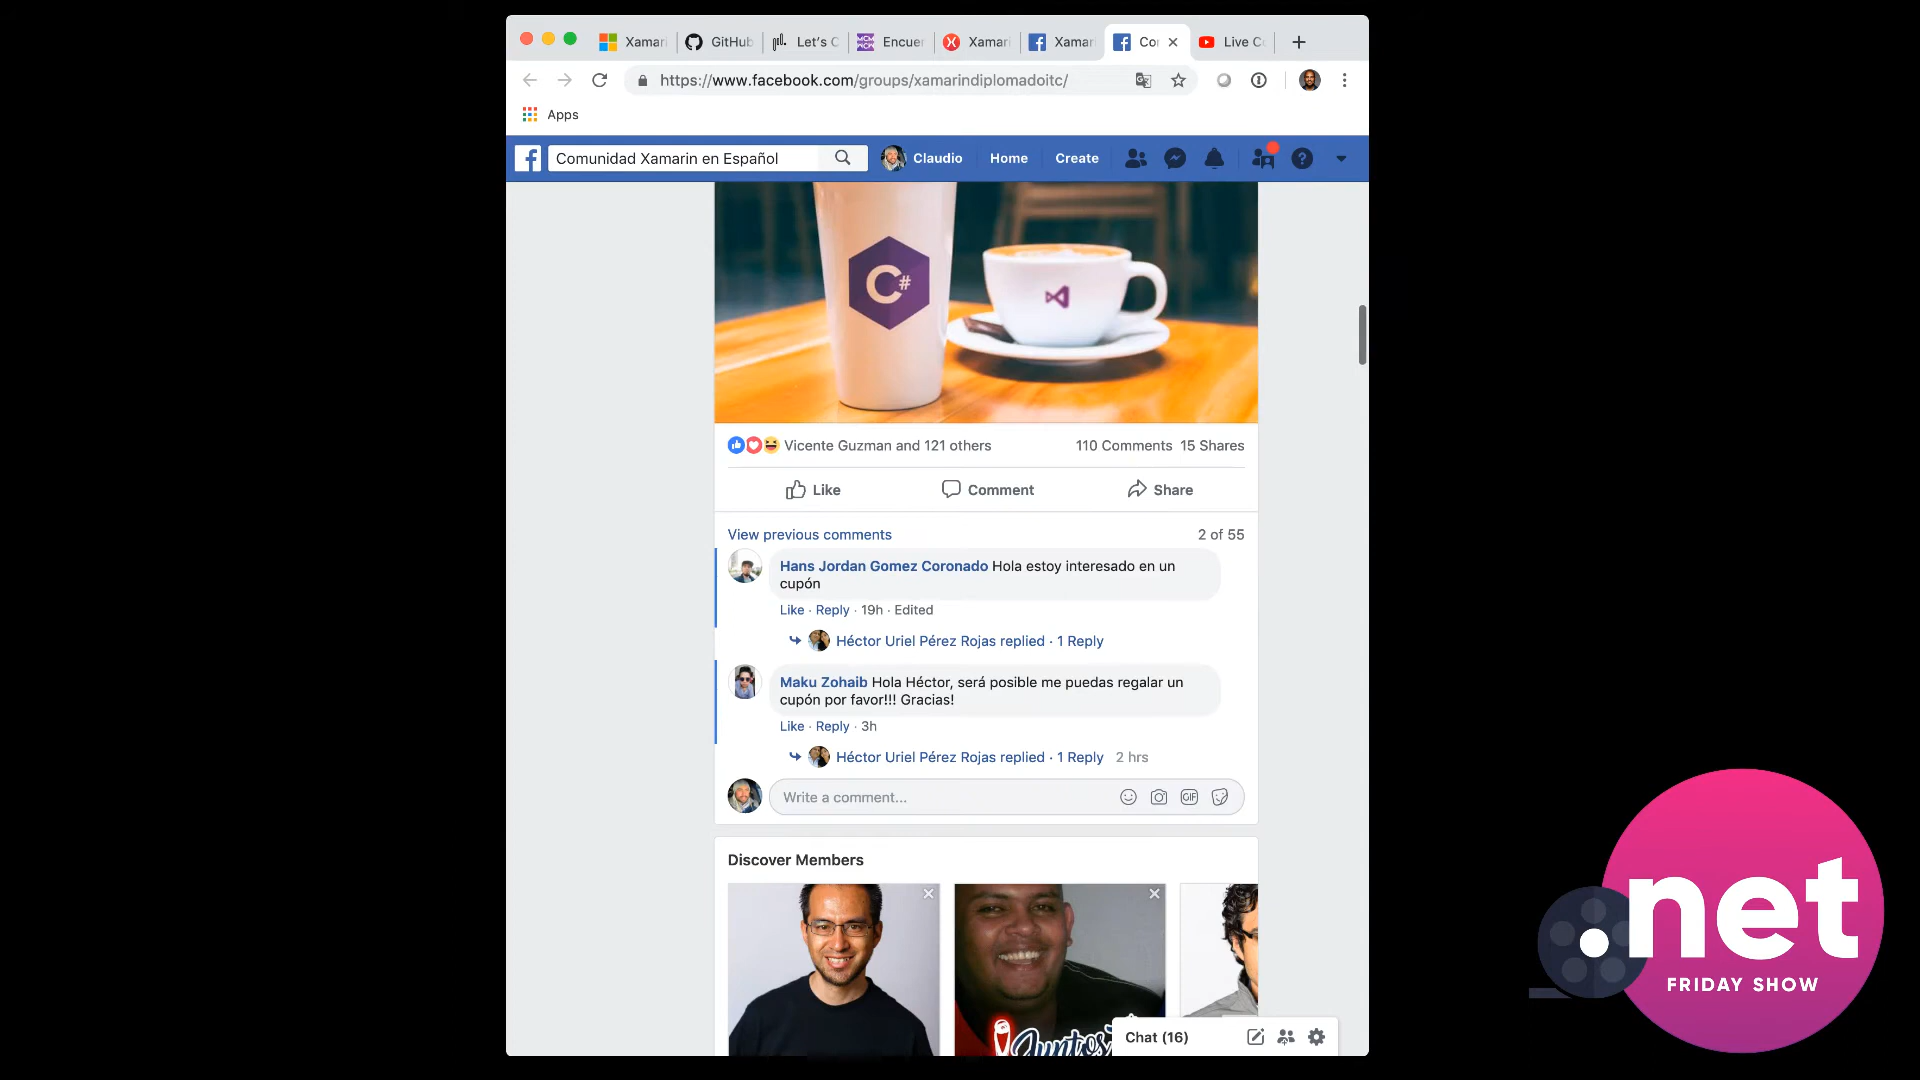 Xamari
GitHub
Let's C
Encuer
Xamari
Xamar
Co
Live Co
https://www.facebook.com/groups/xamarindiplomadoitc/
Apps
Comunidad Xamarin en Español
Claudio
Home
Create
C#
Vicente Guzman and 121 others
110 Comments 15 Shares
Like
Comment
Share
View previous comments
2 of 55
Hans Jordan Gomez Coronado Hola estoy interesado en un
cupón
Like · Reply · 19h · Edited
Héctor Uriel Pérez Rojas replied · 1 Reply
Maku Zohaib Hola Héctor, será posible me puedas regalar un
cupón por favor!!! Gracias!
Like · Reply · 3h
Héctor Uriel Pérez Rojas replied · 1 Reply 2 hrs
Write a comment...
GIF
Discover Members
Juntos
Chat (16)
.net
FRIDAY SHOW